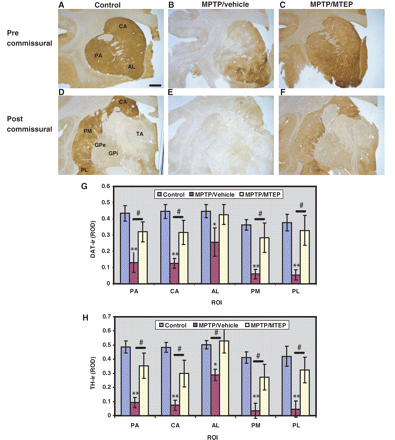 Control MPTP/vehicle MPTP/MTEP
A B C
Pre
commissural
CA
PA
AL
D E F
Post
commissural
CA
PM
TA
GPe
GPi
PL
G
Control MPTP/Vehicle MPTP/MTEP
DAT-ir (ROD)
0.5
0.4
0.3
0.2
0.1
0
# # * # #
** ** ** **
PA CA AL PM PL
ROI
H
Control MPTP/Vehicle MPTP/MTEP
TH-ir (ROD)
0.7
0.6
0.5
0.4
0.3
0.2
0.1
0
# # # # #
** ** * ** **
PA CA AL PM PL
ROI